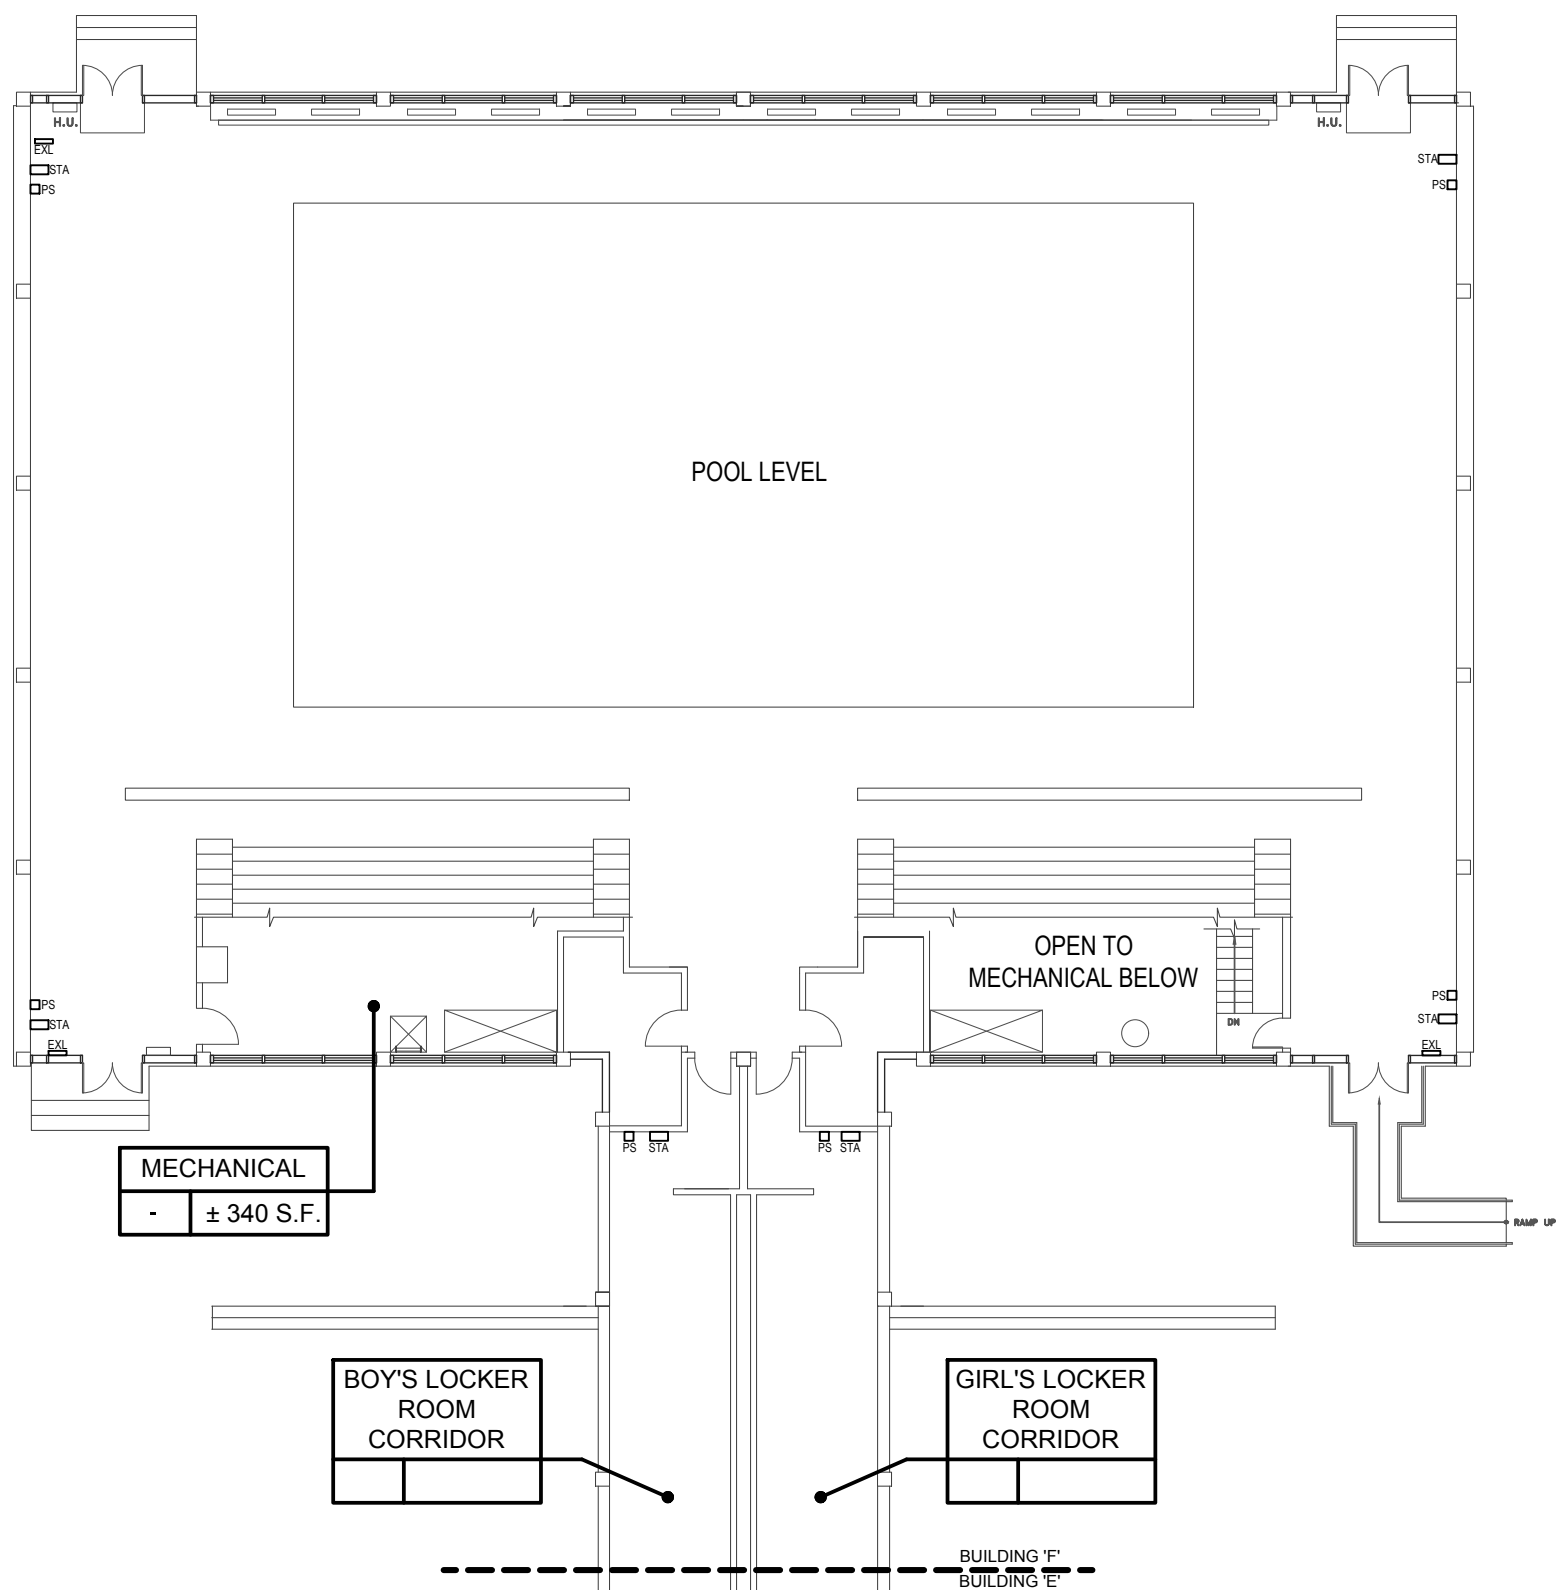 H.U.
H.U.
EXL
STA
PS
STA
PS
POOL LEVEL
OPEN TO
MECHANICAL BELOW
PS
STA
EXL
DN
PS
STA
EXL
PS
STA
PS
STA
MECHANICAL
-
± 340 S.F.
RAMP UP
BOY'S LOCKER
ROOM
CORRIDOR
GIRL'S LOCKER
ROOM
CORRIDOR
BUILDING 'F'
BUILDING 'E'